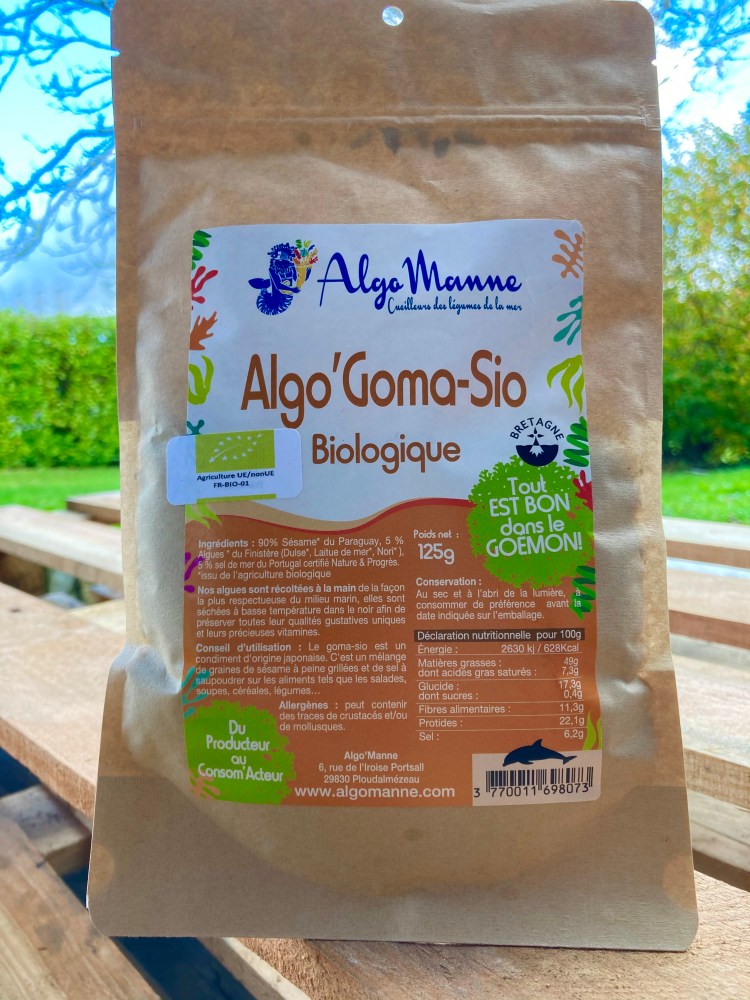 Algo Manne
Cueilleurs des légumes de la mer
Algo'Goma-Sio
Biologique
BRETAGNE
Agriculture UE/nonUE
FR-BIO-01
Tout
EST BON
dans le
GOËMON!
Ingrédients : 90% Sésame* du Paraguay, 5 %
Algues * du Finistère (Dulse*, Laitue de mer*, Nori* ),
5 % sel de mer du Portugal certifié Nature & Progrès.
*issu de l'agriculture biologique
Nos algues sont récoltées à la main de la façon
la plus respectueuse du milieu marin, elles sont
séchées à basse température dans le noir afin de
préserver toutes leur qualités gustatives uniques
et leurs précieuses vitamines.
Conseil d'utilisation : Le goma-sio est un
condiment d'origine japonaise. C'est un mélange
de graines de sésame à peine grillées et de sel à
saupoudrer sur les aliments tels que les salades,
soupes, céréales, légumes…
Allergènes : peut contenir
des traces de crustacés et/ou
de mollusques.
Poids net :
125g
Conservation :
Au sec et à l'abri de la lumière, à
consommer de préférence avant la
date indiquée sur l'emballage.
Déclaration nutritionnelle pour 100g
Énergie : 2630 kj / 628Kcal
Matières grasses : 49g
dont acides gras saturés : 7,3g
Glucide : 17,3g
dont sucres : 0,4g
Fibres alimentaires : 11,3g
Protides : 22,1g
Sel : 6,2g
Du
Producteur
au
Consom'Acteur
Algo'Manne
6, rue de l'Iroise Portsall
29830 Ploudalmézeau
www.algomanne.com
3 770011 698073